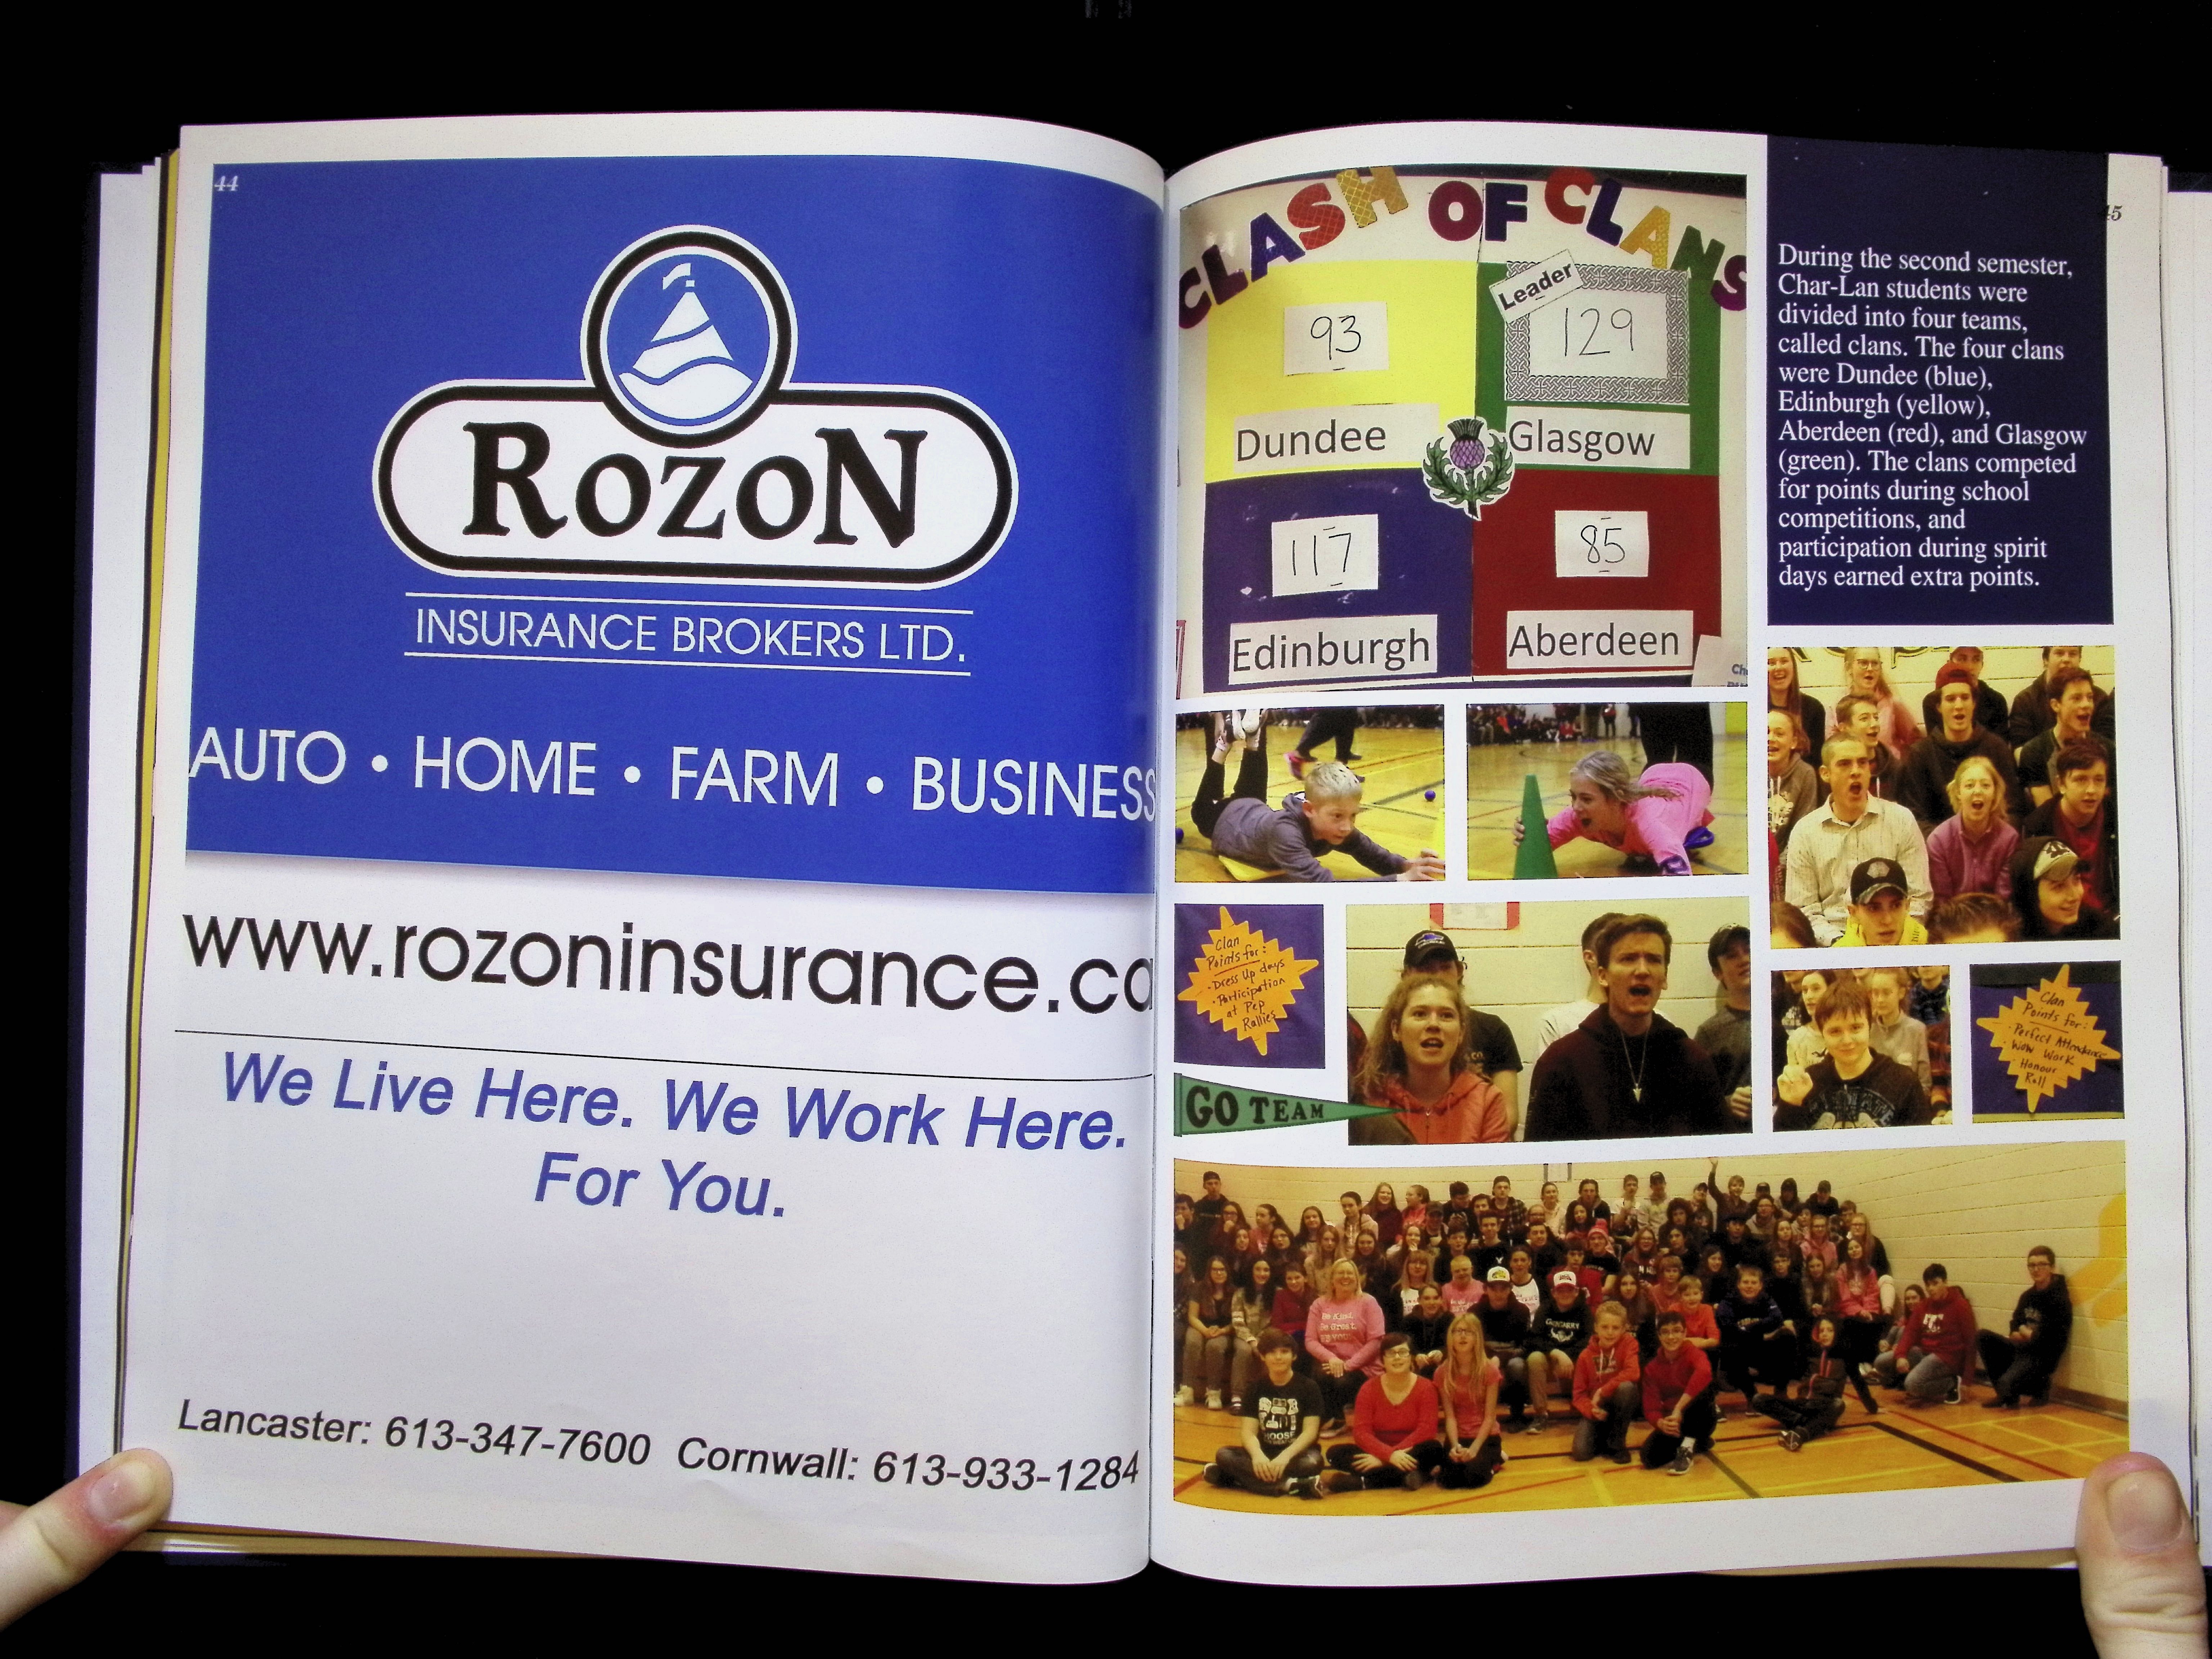 44
ROZON
INSURANCE BROKERS LTD.
AUTO • HOME • FARM • BUSINESS
www.rozoninsurance.ca
We Live Here. We Work Here.
For You.
Lancaster: 613-347-7600 Cornwall: 613-933-1284
CLASH OF CLANS
93
Dundee
Leader
129
Glasgow
117
Edinburgh
85
Aberdeen
45
During the second semester,
Char-Lan students were
divided into four teams,
called clans. The four clans
were Dundee (blue),
Edinburgh (yellow),
Aberdeen (red), and Glasgow
(green). The clans competed
for points during school
competitions, and
participation during spirit
days earned extra points.
Clan
Points for:
• Dress Up days
• Participation
at Pep
Rallies
GO TEAM
Clan
Points for:
• Perfect Attendance
• Wow Work
Honour
Roll